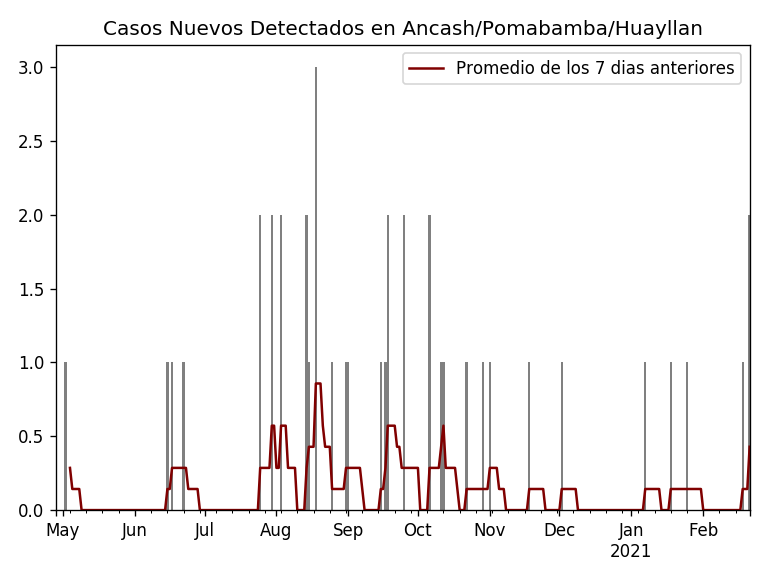 Casos Nuevos Detectados en Ancash/Pomabamba/Huayllan
Promedio de los 7 dias anteriores
3.0
2.5
2.0
1.5
1.0
0.5
0.0
May Jun Jul Aug Sep Oct Nov Dec Jan Feb
2021